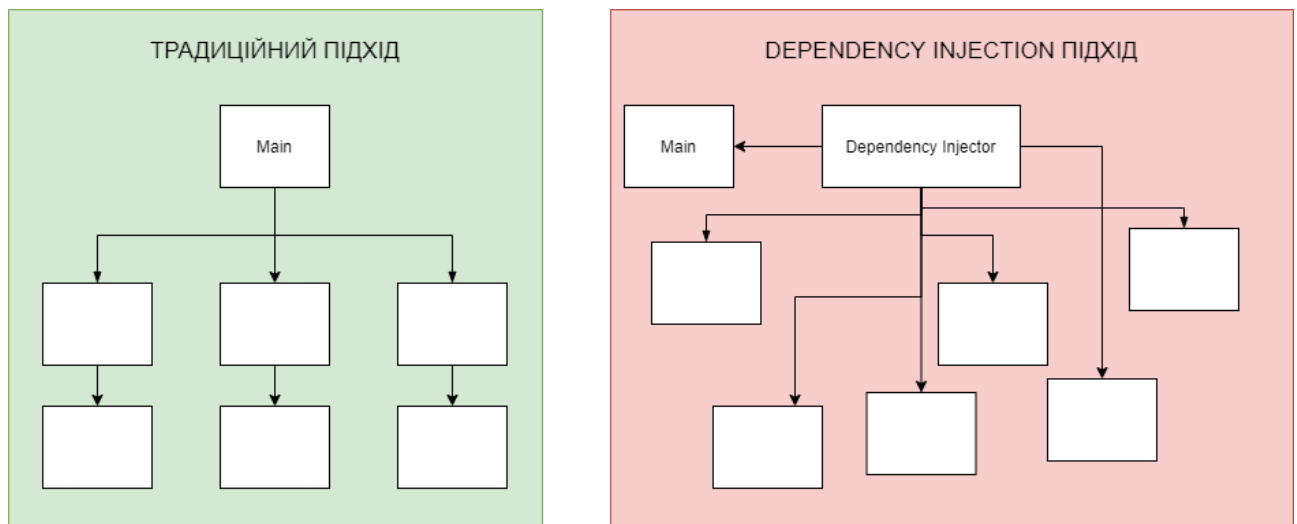 ТРАДИЦІЙНИЙ ПІДХІД
Main
DEPENDENCY INJECTION ПІДХІД
Main
Dependency Injector